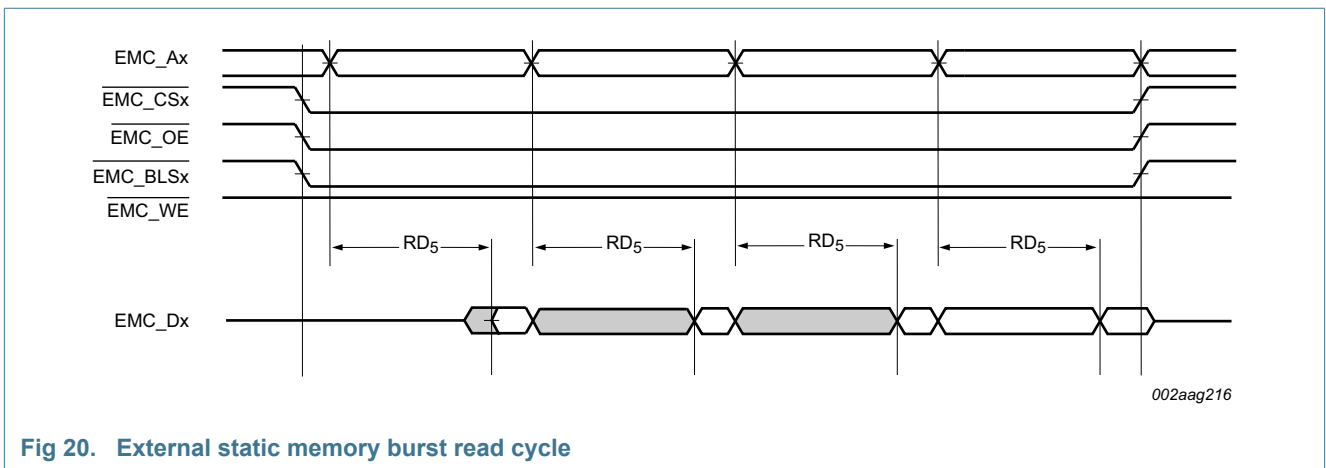 EMC_Ax
EMC_CSx
EMC_OE
EMC_BLSx
EMC_WE
RD5 RD5 RD5 RD5
EMC_Dx
002aag216
Fig 20. External static memory burst read cycle